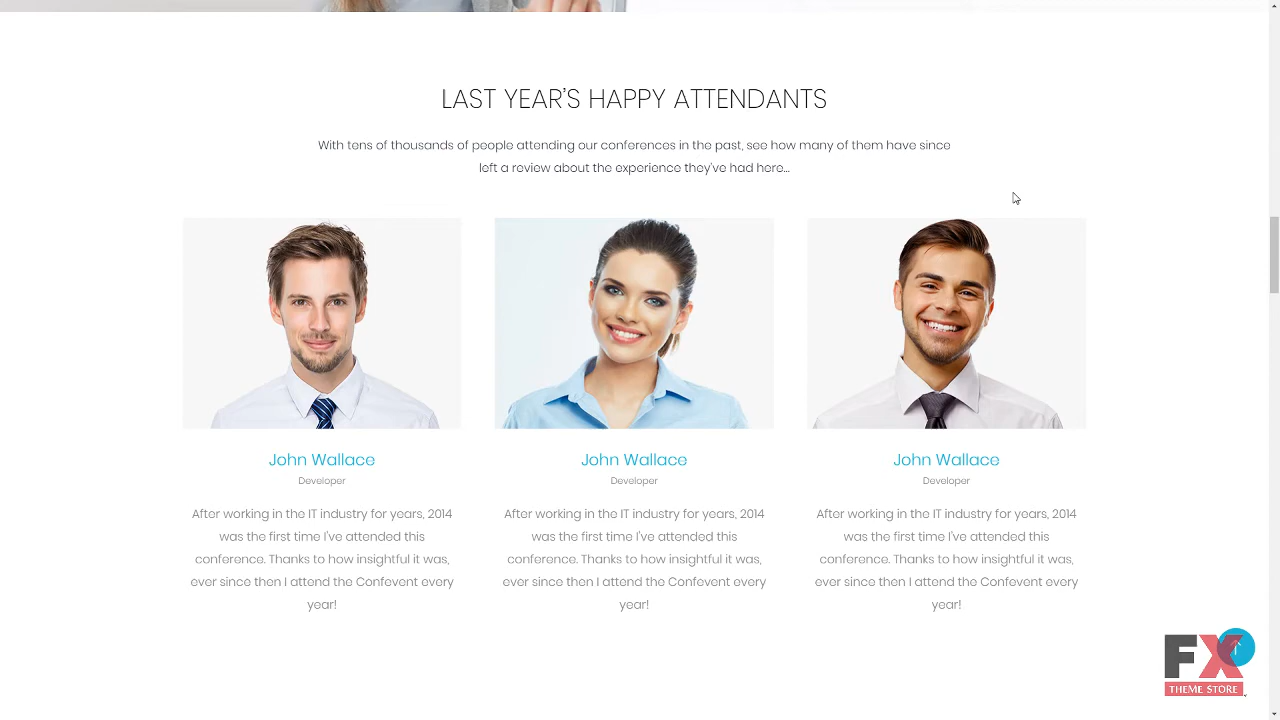 LAST YEAR'S HAPPY ATTENDANTS
With tens of thousands of people attending our conferences in the past, see how many of them have since
left a review about the experience they've had here...
John Wallace
Developer
After working in the IT industry for years, 2014
was the first time I've attended this
conference. Thanks to how insightful it was,
ever since then I attend the Confevent every
year!
John Wallace
Developer
After working in the IT industry for years, 2014
was the first time I've attended this
conference. Thanks to how insightful it was,
ever since then I attend the Confevent every
year!
John Wallace
Developer
After working in the IT industry for years, 2014
was the first time I've attended this
conference. Thanks to how insightful it was,
ever since then I attend the Confevent every
year!
FX
THEME STORE